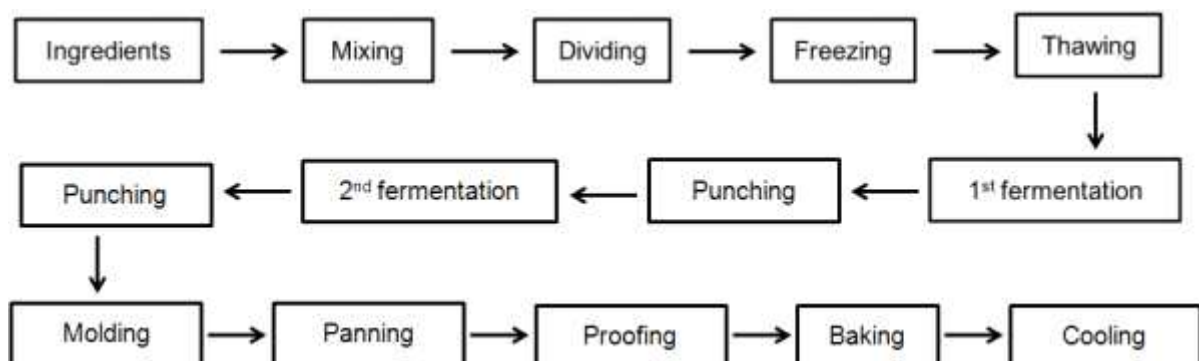 Ingredients
Mixing
Dividing
Freezing
Thawing
1st fermentation
Punching
2nd fermentation
Punching
Molding
Panning
Proofing
Baking
Cooling